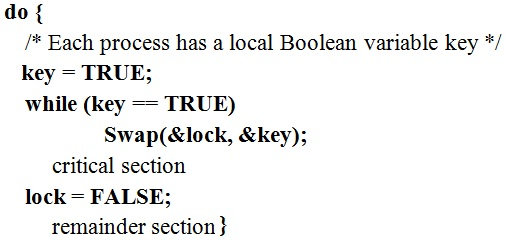 do {
/* Each process has a local Boolean variable key */
key = TRUE;
while (key == TRUE)
Swap(&lock, &key);
critical section
lock = FALSE;
remainder section }